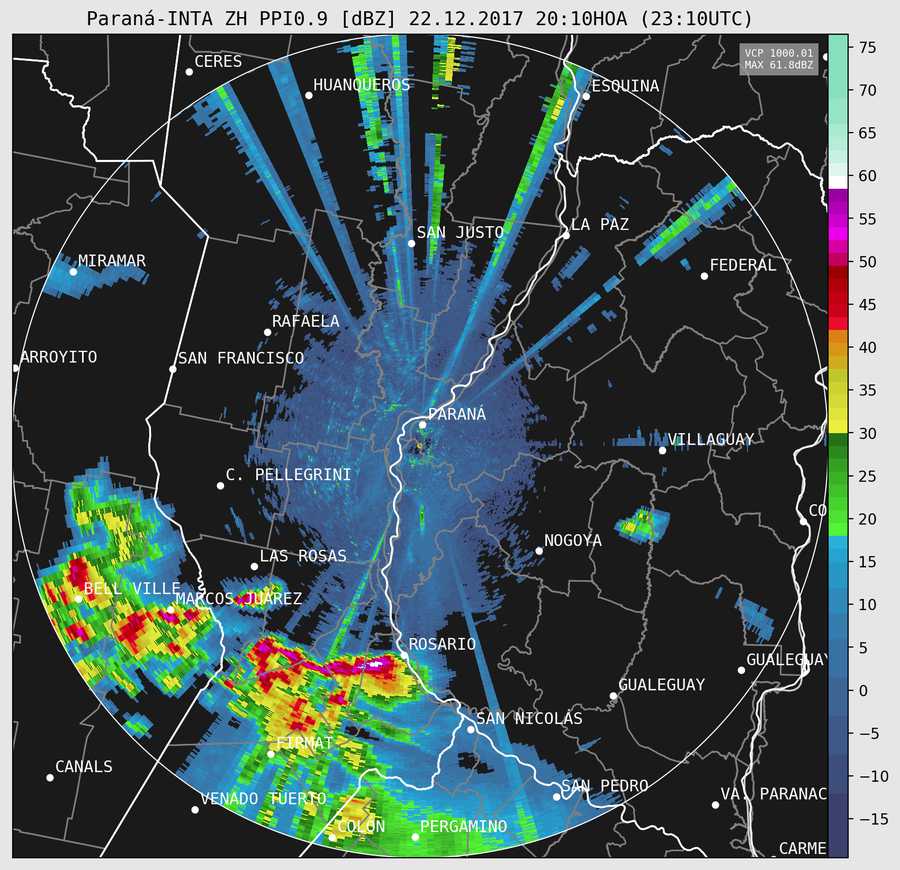 Paraná-INTA ZH PPI0.9 [dBZ] 22.12.2017 20:10HOA (23:10UTC)
VCP 1000.01
MAX 61.8dBZ
CERES
HUANQUEROS
ESQUINA
SAN JUSTO
LA PAZ
MIRAMAR
FEDERAL
RAFAELA
ARROYITO
SAN FRANCISCO
PARANÁ
VILLAGUAY
C. PELLEGRINI
CO
NOGOYA
LAS ROSAS
BELL VILLE
MARCOS JUÁREZ
ROSARIO
GUALEGUAY
GUALEGUAY
SAN NICOLÁS
FIRMAT
CANALS
SAN PEDRO
VENADO TUERTO
VA. PARANAC
COLÓN
PERGAMINO
CARME
75
70
65
60
55
50
45
40
35
30
25
20
15
10
5
0
−5
−10
−15